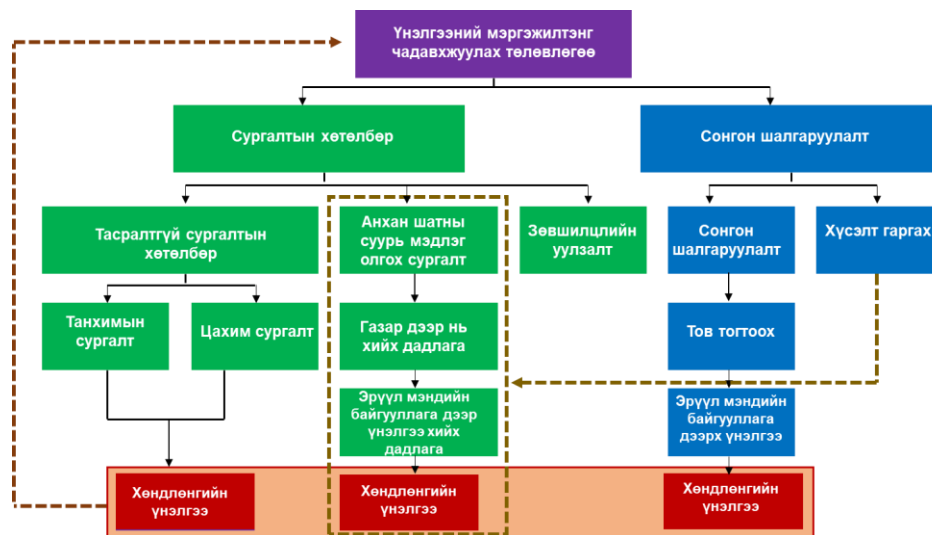 Үнэлгээний мэргэжилтэнг
чадавхжуулах төлөвлөгөө
Сургалтын хөтөлбөр
Сонгон шалгаруулалт
Тасралтгүй сургалтын
хөтөлбөр
Анхан шатны
суурь мэдлэг
олгох сургалт
Зөвшилцлийн
уулзалт
Сонгон
шалгаруулалт
Хүсэлт гаргах
Танхимын
сургалт
Цахим сургалт
Газар дээр нь
хийх дадлага
Тов тогтоох
Эрүүл мэндийн
байгууллага дээр
үнэлгээ хийх
дадлага
Эрүүл мэндийн
байгууллага
дээрх үнэлгээ
Хөндлөнгийн
үнэлгээ
Хөндлөнгийн
үнэлгээ
Хөндлөнгийн
үнэлгээ